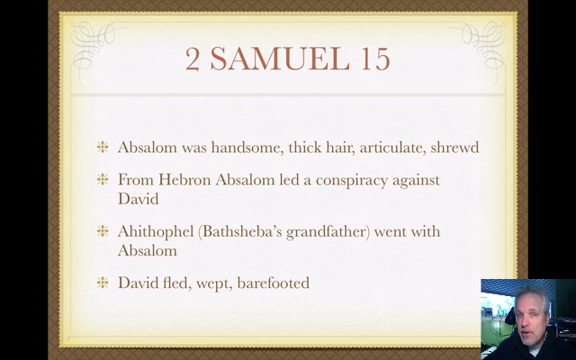 2 SAMUEL 15
Absalom was handsome, thick hair, articulate, shrewd
From Hebron Absalom led a conspiracy against
David
Ahithophel (Bathsheba's grandfather) went with
Absalom
David fled, wept, barefooted